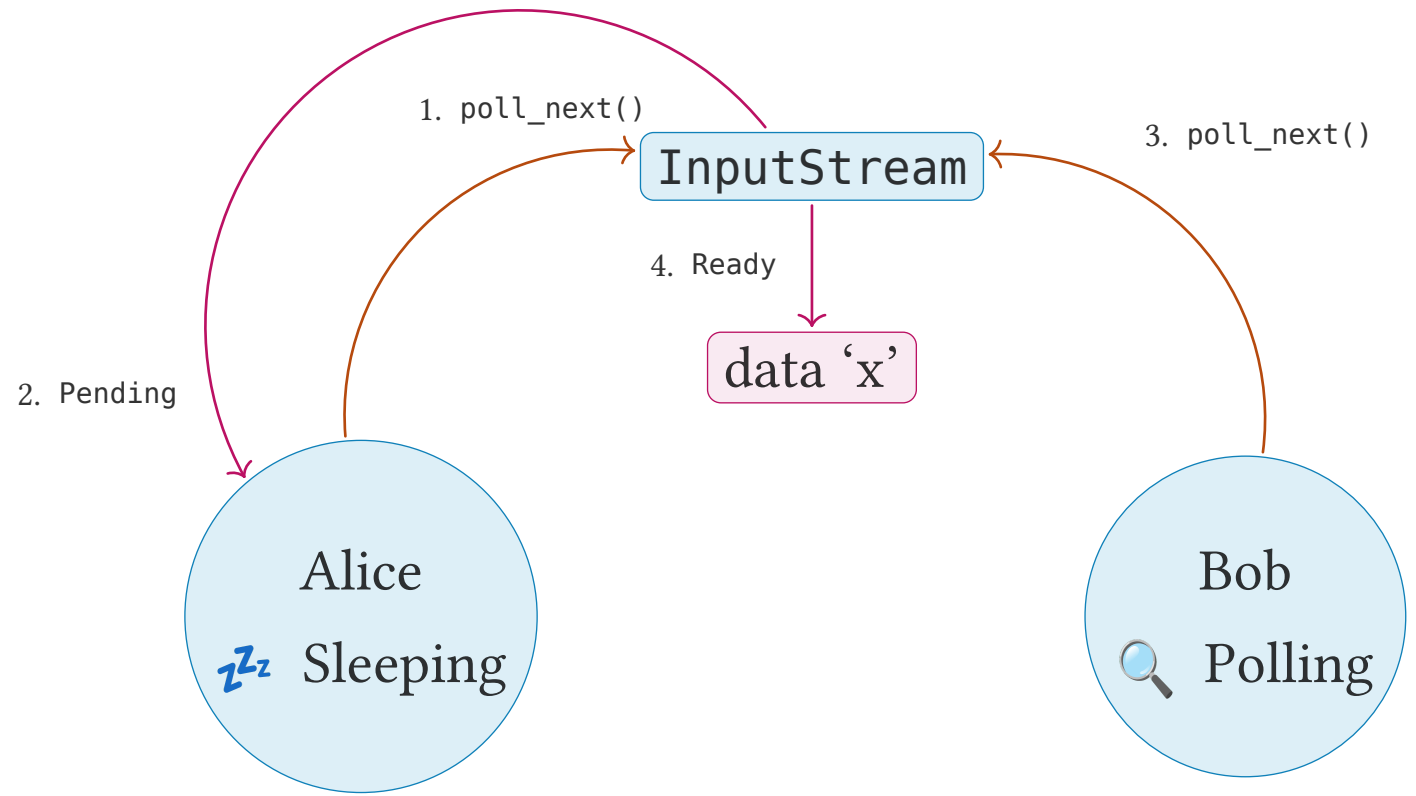 1. poll_next()
InputStream
3. poll_next()
4. Ready
data ‘x’
2. Pending
Alice
💤 Sleeping
Bob
🔍 Polling